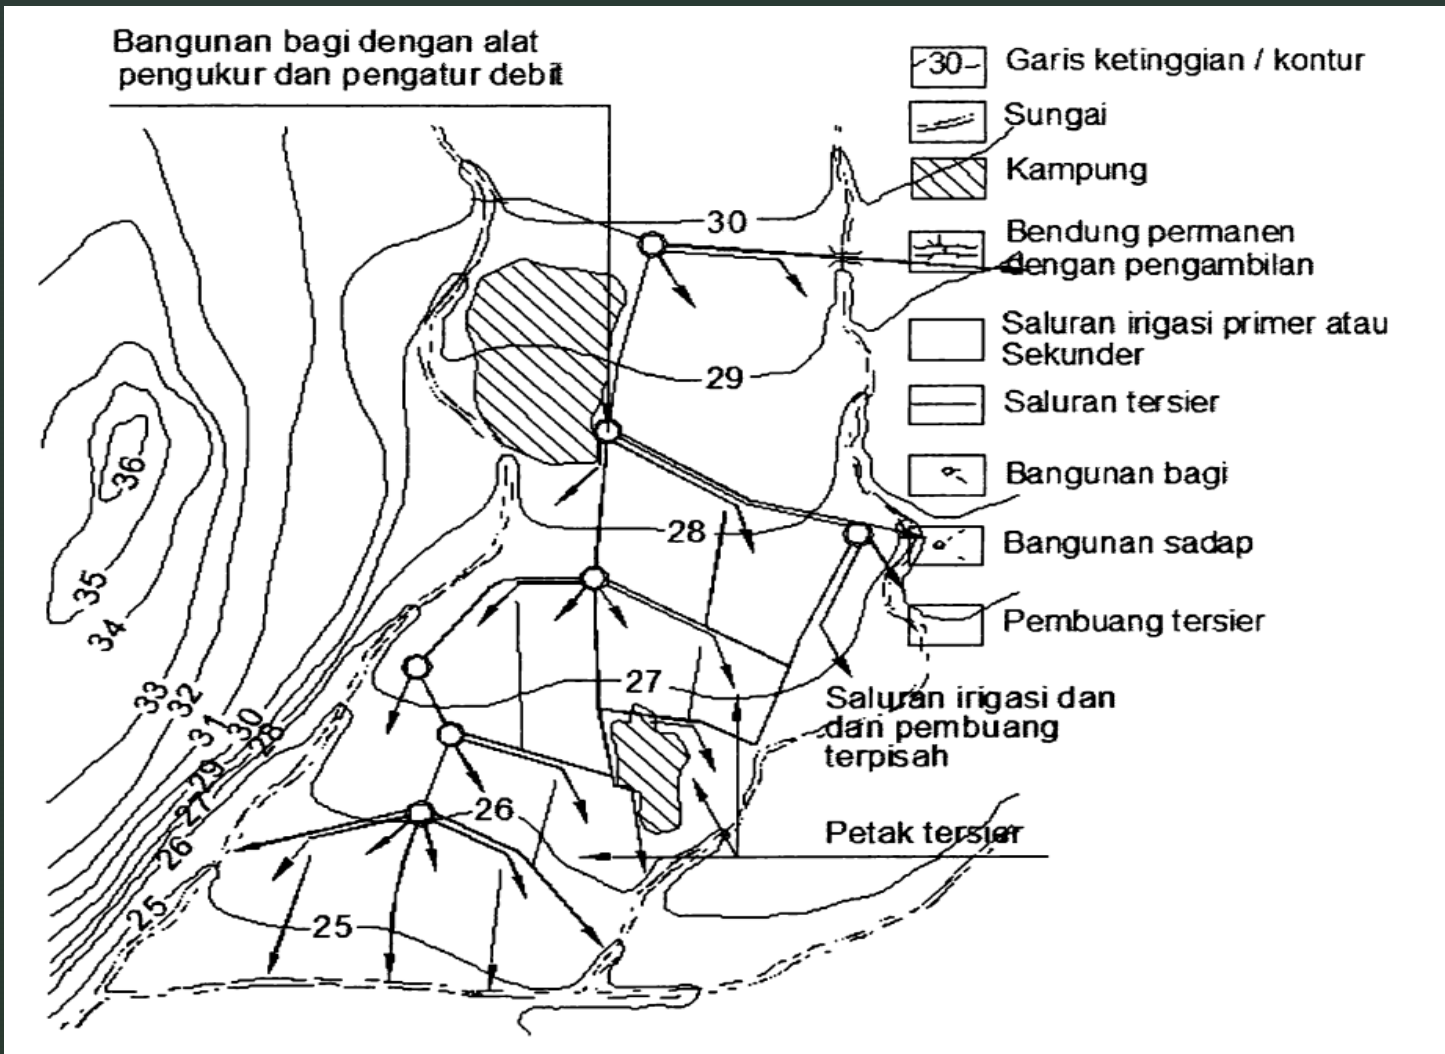 Bangunan bagi dengan alat
pengukur dan pengatur debit
30
Garis ketinggian / kontur
Sungai
Kampung
Bendung permanen
dengan pengambilan
Saluran irigasi primer atau
Sekunder
Saluran tersier
Bangunan bagi
Bangunan sadap
Pembuang tersier
30
29
28
27
26
25
36
35
34
33
32
31
30
28
29
27
26
25
Saluran irigasi dan
dan pembuang
terpisah
Petak tersier